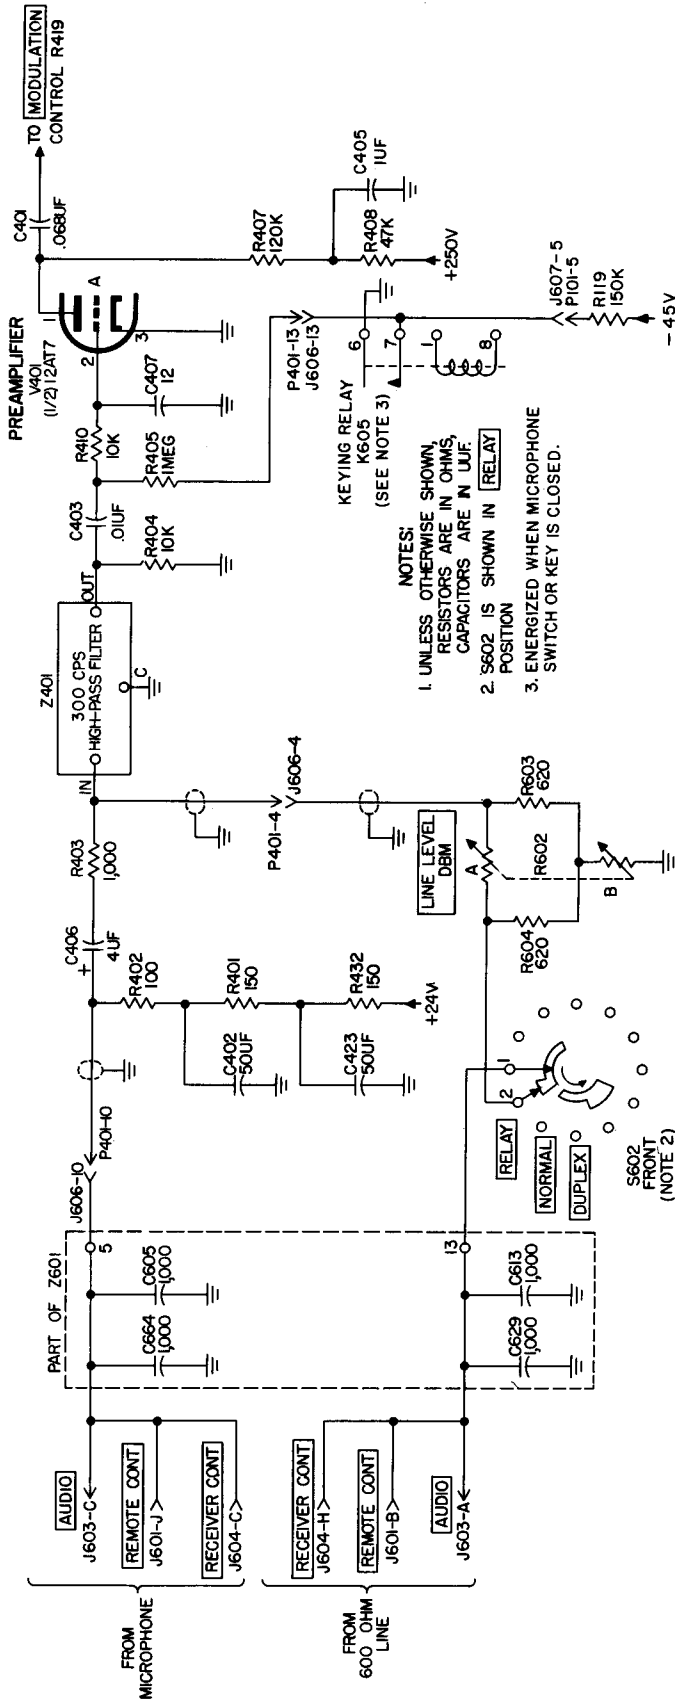 FROM
MICROPHONE
AUDIO
J603-C
REMOTE CONT
J601-J
RECEIVER CONT
J604-C
FROM
600 OHM
LINE
RECEIVER CONT
J604-H
REMOTE CONT
J601-B
AUDIO
J603-A
PART OF Z601
C664
1,000
C605
1,000
5
C629
1,000
C613
1,000
13
J606-10
P401-10
+
C406
4UF
R402
100
R401
150
R432
150
C402
50UF
C423
50UF
+24V
R403
1,000
IN
P401-4
J606-4
RELAY
NORMAL
DUPLEX
2
1
S602
FRONT
(NOTE 2)
LINE LEVEL
DBM
A
R602
B
R604
620
R603
620
Z401
300 CPS
HIGH-PASS FILTER
C
OUT
C403
.01UF
R404
10K
R410
10K
R405
1MEG
C407
12
PREAMPLIFIER
V401
(1/2) 12AT7
1
2
3
A
C401
.068UF
TO MODULATION
CONTROL R419
R407
120K
R408
47K
C405
1UF
+250V
P401-13
J606-13
KEYING RELAY
K605
(SEE NOTE 3)
6
7
1
8
J607-5
P101-5
R119
150K
-45V
NOTES:
1. UNLESS OTHERWISE SHOWN,
RESISTORS ARE IN OHMS,
CAPACITORS ARE IN UUF.
2. S602 IS SHOWN IN RELAY
POSITION
3. ENERGIZED WHEN MICROPHONE
SWITCH OR KEY IS CLOSED.